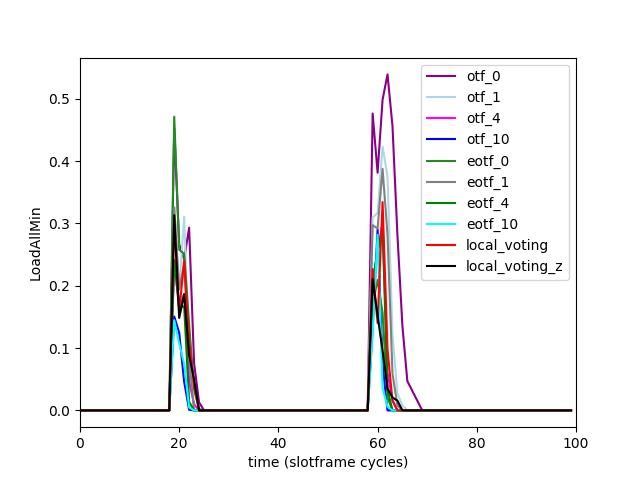 LoadAllMin
0.5
0.4
0.3
0.2
0.1
0.0
0
20
40
60
80
100
time (slotframe cycles)
otf_0
otf_1
otf_4
otf_10
eotf_0
eotf_1
eotf_4
eotf_10
local_voting
local_voting_z